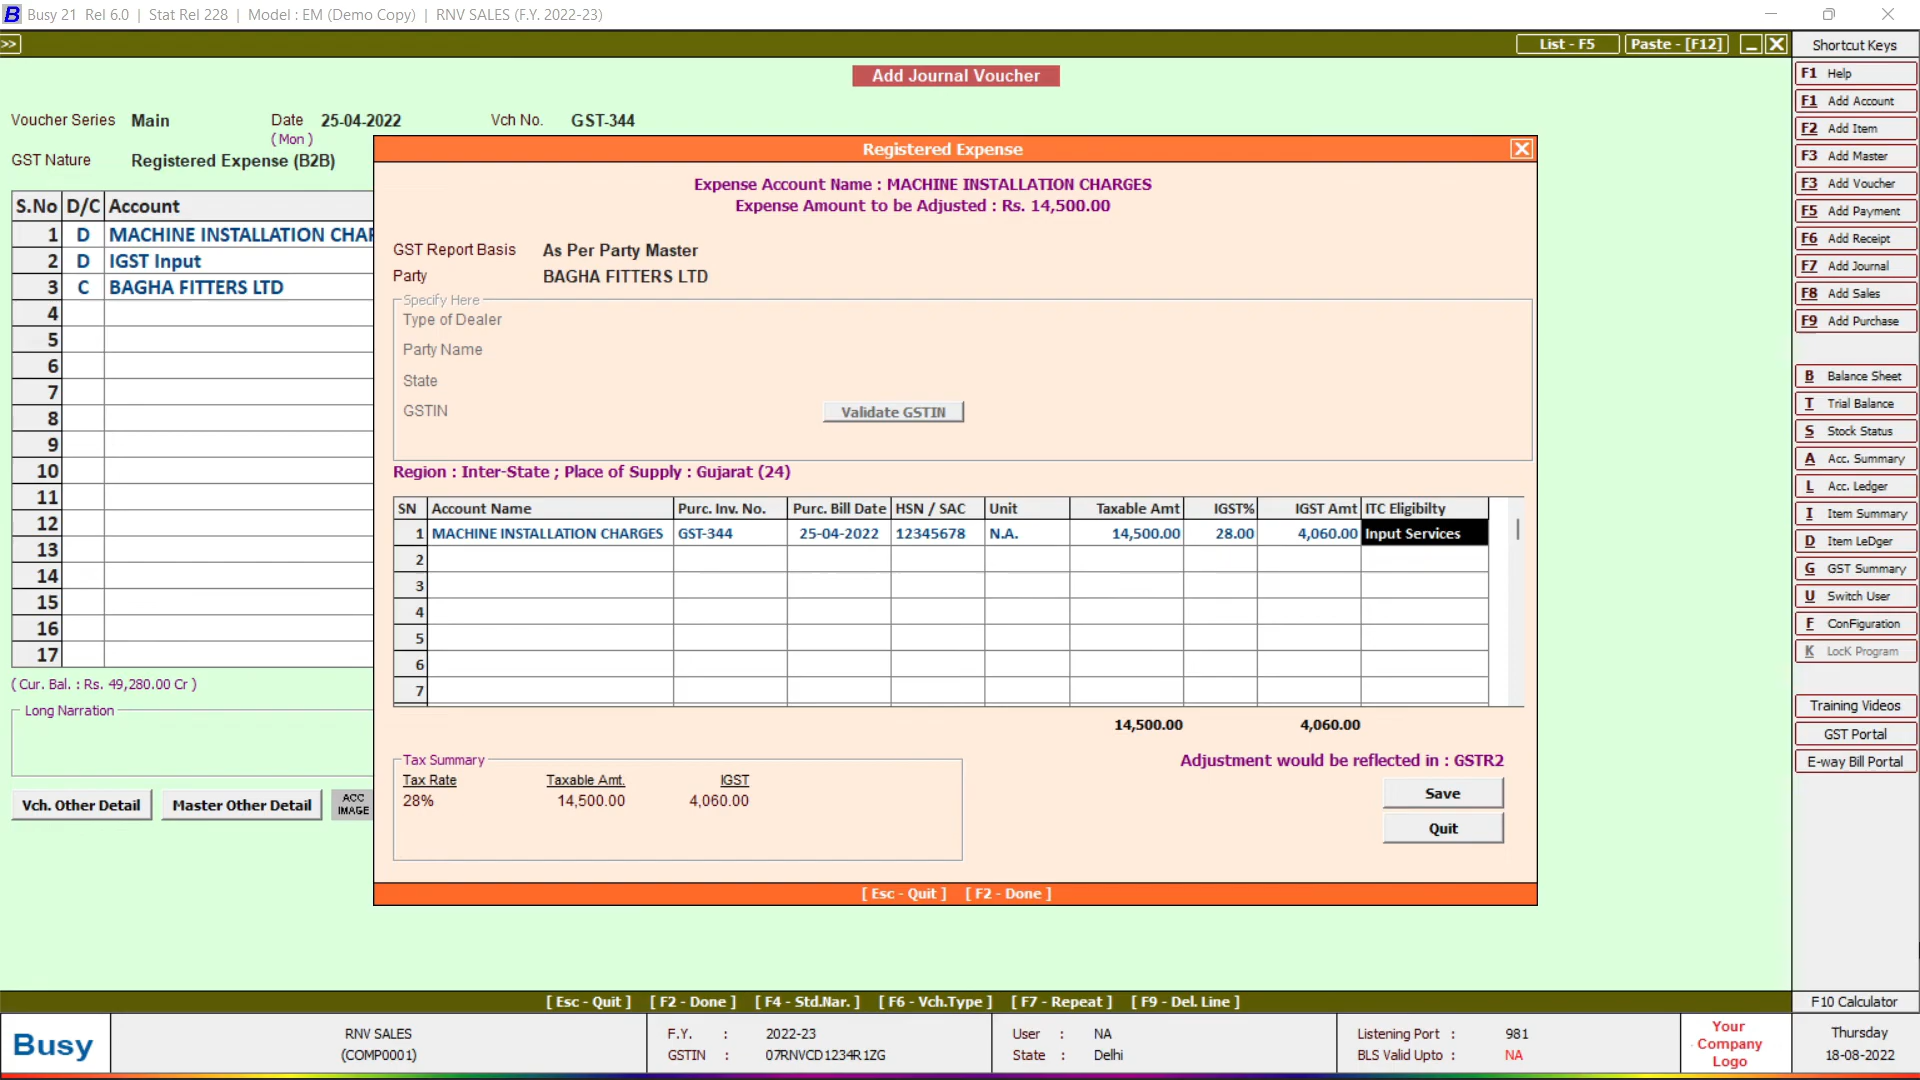 Busy 21 Rel 6.0 | Stat Rel 228 | Model : EM (Demo Copy) | RNV SALES (F.Y. 2022-23)
>> List - F5 Paste - [F12] Shortcut Keys
Add Journal Voucher
Voucher Series Main Date 25-04-2022 Vch No. GST-344
( Mon )
GST Nature Registered Expense (B2B)
S.No D/C Account
1 D MACHINE INSTALLATION CHAR
2 D IGST Input
3 C BAGHA FITTERS LTD
4
5
6
7
8
9
10
11
12
13
14
15
16
17
( Cur. Bal. : Rs. 49,280.00 Cr )
Long Narration
Vch. Other Detail Master Other Detail ACC IMAGE
Registered Expense
Expense Account Name : MACHINE INSTALLATION CHARGES
Expense Amount to be Adjusted : Rs. 14,500.00
GST Report Basis As Per Party Master
Party BAGHA FITTERS LTD
Specify Here
Type of Dealer
Party Name
State
GSTIN Validate GSTIN
Region : Inter-State ; Place of Supply : Gujarat (24)
SN Account Name Purc. Inv. No. Purc. Bill Date HSN / SAC Unit Taxable Amt IGST% IGST Amt ITC Eligibilty
1 MACHINE INSTALLATION CHARGES GST-344 25-04-2022 12345678 N.A. 14,500.00 28.00 4,060.00 Input Services
2
3
4
5
6
7
14,500.00 4,060.00
Tax Summary
Tax Rate Taxable Amt. IGST
28% 14,500.00 4,060.00
Adjustment would be reflected in : GSTR2
Save
Quit
[ Esc - Quit ] [ F2 - Done ]
F1 Help
F1 Add Account
F2 Add Item
F3 Add Master
F3 Add Voucher
F5 Add Payment
F6 Add Receipt
F7 Add Journal
F8 Add Sales
F9 Add Purchase
B Balance Sheet
T Trial Balance
S Stock Status
A Acc. Summary
L Acc. Ledger
I Item Summary
D Item LeDger
G GST Summary
U Switch User
F ConFiguration
K LocK Program
Training Videos
GST Portal
E-way Bill Portal
[ Esc - Quit ] [ F2 - Done ] [ F4 - Std.Nar. ] [ F6 - Vch.Type ] [ F7 - Repeat ] [ F9 - Del. Line ] F10 Calculator
Busy
RNV SALES
(COMP0001)
F.Y. : 2022-23
GSTIN : 07RNVCD1234R1ZG
User : NA
State : Delhi
Listening Port : 981
BLS Valid Upto : NA
Your
Company
Logo
Thursday
18-08-2022